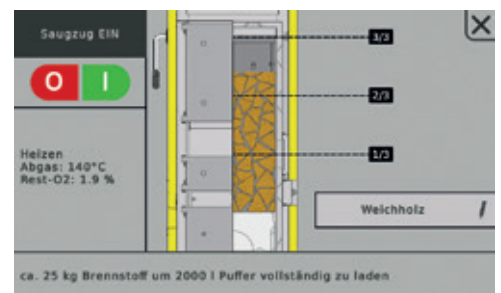 Saugzug EIN
O I
Heizen
Abgas: 140°C
Rest-O2: 1.9 %
3/3
2/3
1/3
Weichholz
ca. 25 kg Brennstoff um 2000 l Puffer vollständig zu laden